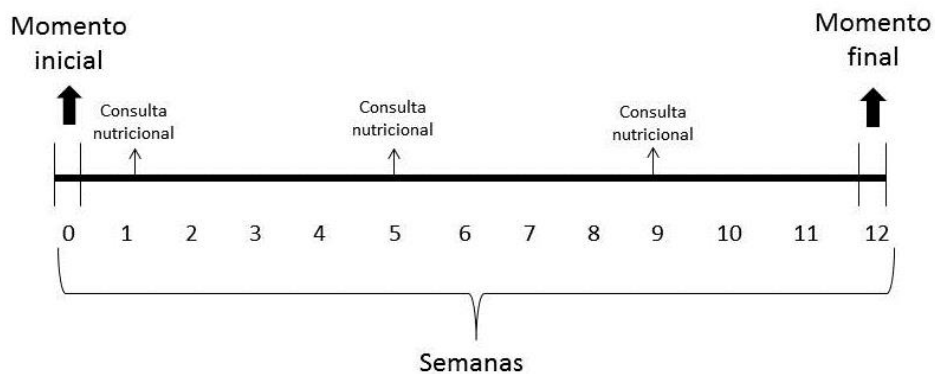 Momento
inicial
Momento
final
Consulta
nutricional
Consulta
nutricional
Consulta
nutricional
0 1 2 3 4 5 6 7 8 9 10 11 12
Semanas